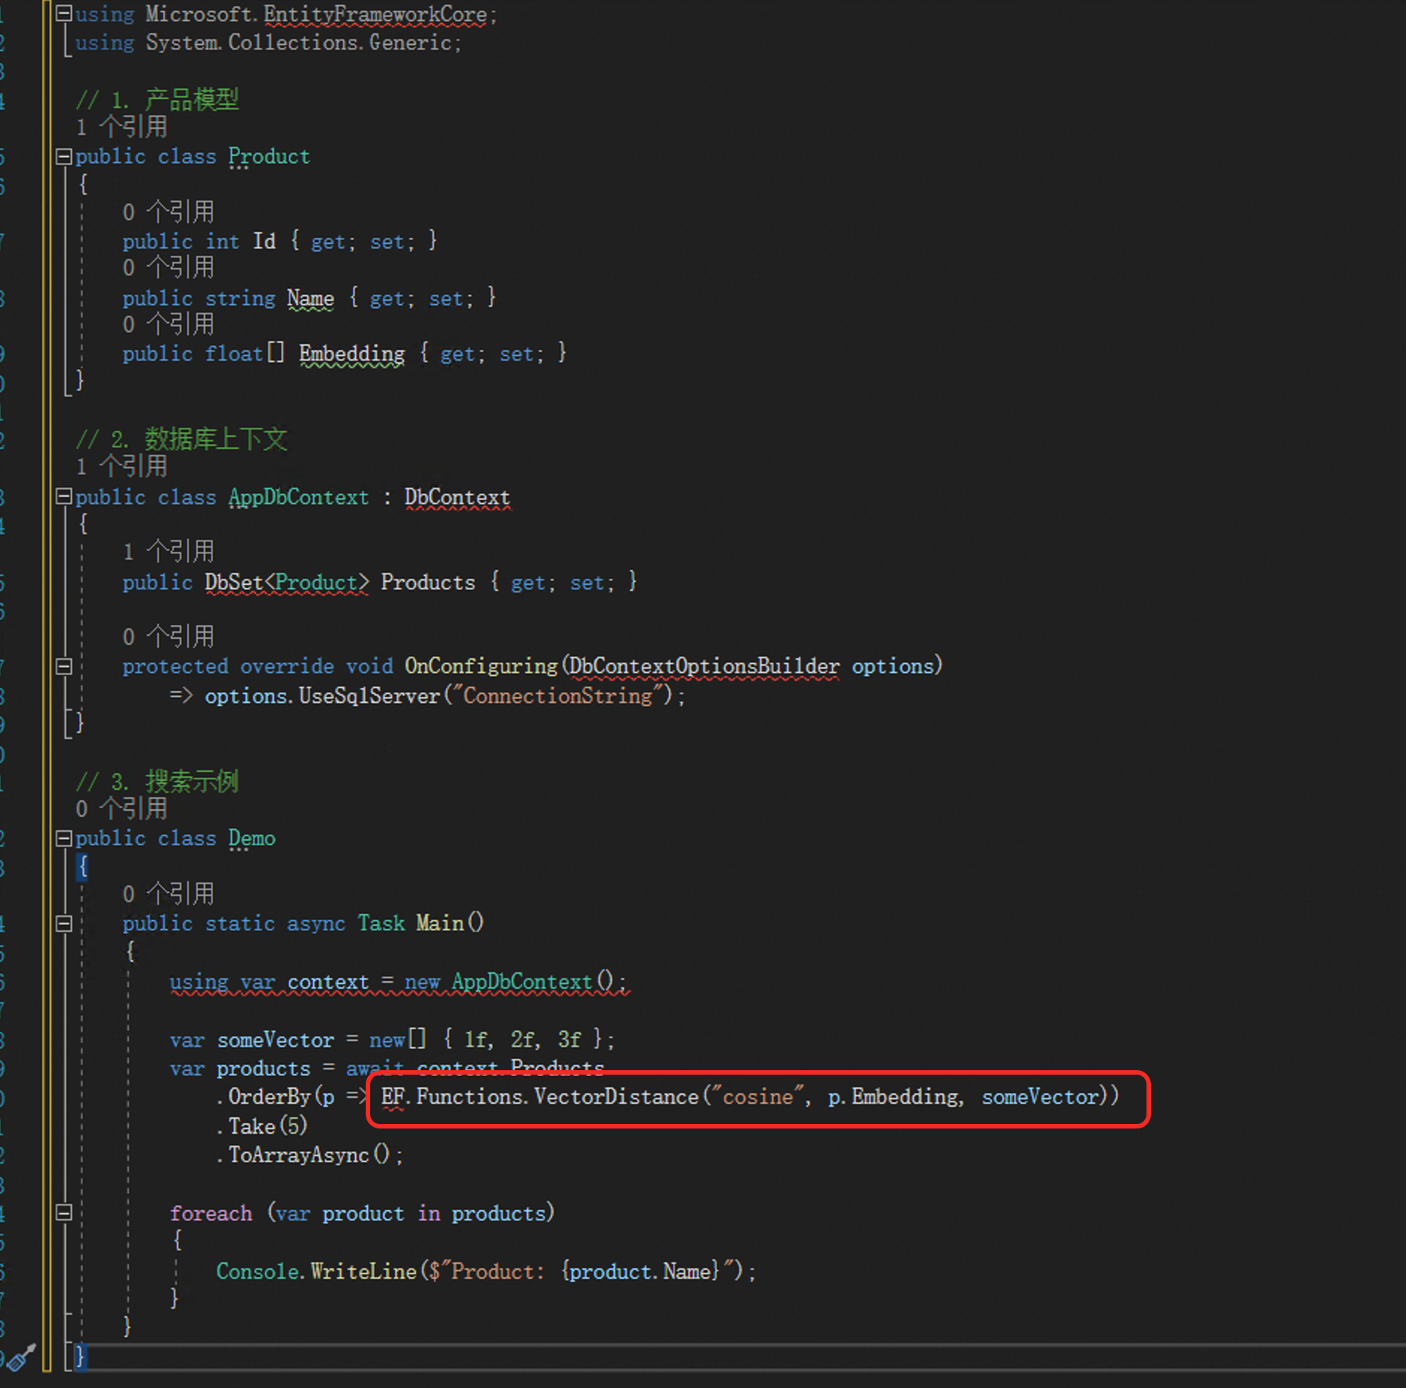 using Microsoft.EntityFrameworkCore;
using System.Collections.Generic;
// 1. 产品模型
1 个引用
public class Product
{
0 个引用
public int Id { get; set; }
0 个引用
public string Name { get; set; }
0 个引用
public float[] Embedding { get; set; }
}
// 2. 数据库上下文
1 个引用
public class AppDbContext : DbContext
{
1 个引用
public DbSet<Product> Products { get; set; }
0 个引用
protected override void OnConfiguring(DbContextOptionsBuilder options)
=> options.UseSqlServer("ConnectionString");
}
// 3. 搜索示例
0 个引用
public class Demo
{
0 个引用
public static async Task Main()
{
using var context = new AppDbContext();
var someVector = new[] { 1f, 2f, 3f };
var products = await context.Products
.OrderBy(p => EF.Functions.VectorDistance("cosine", p.Embedding, someVector))
.Take(5)
.ToArrayAsync();
foreach (var product in products)
{
Console.WriteLine($"Product: {product.Name}");
}
}
}